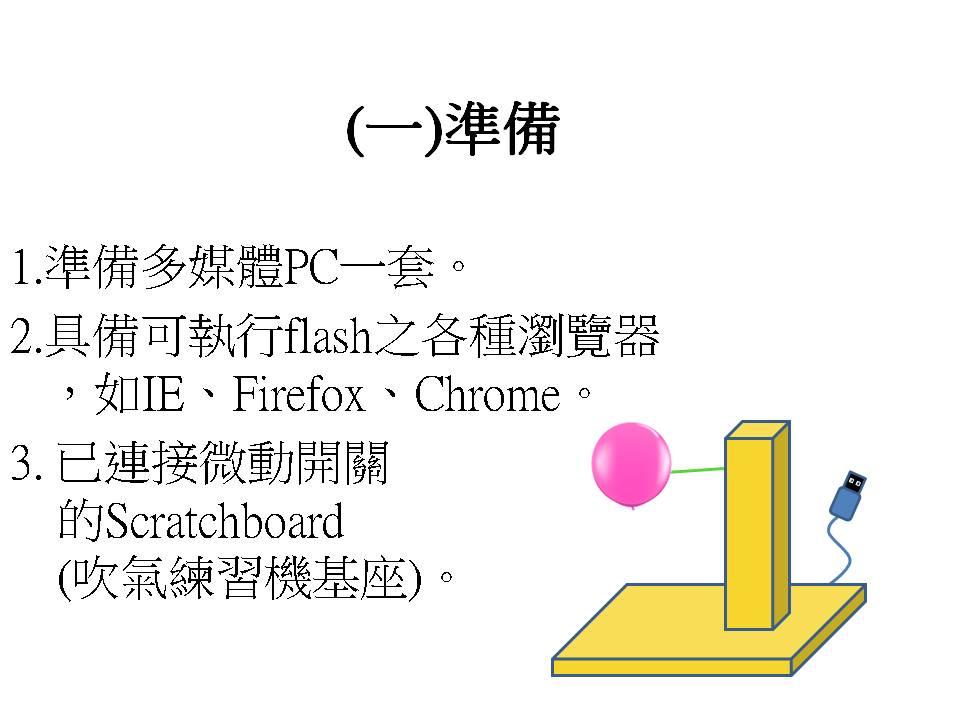 (一)準備
1.準備多媒體PC一套。
2.具備可執行flash之各種瀏覽器
，如IE、Firefox、Chrome。
3. 已連接微動開關
的Scratchboard
(吹氣練習機基座)。